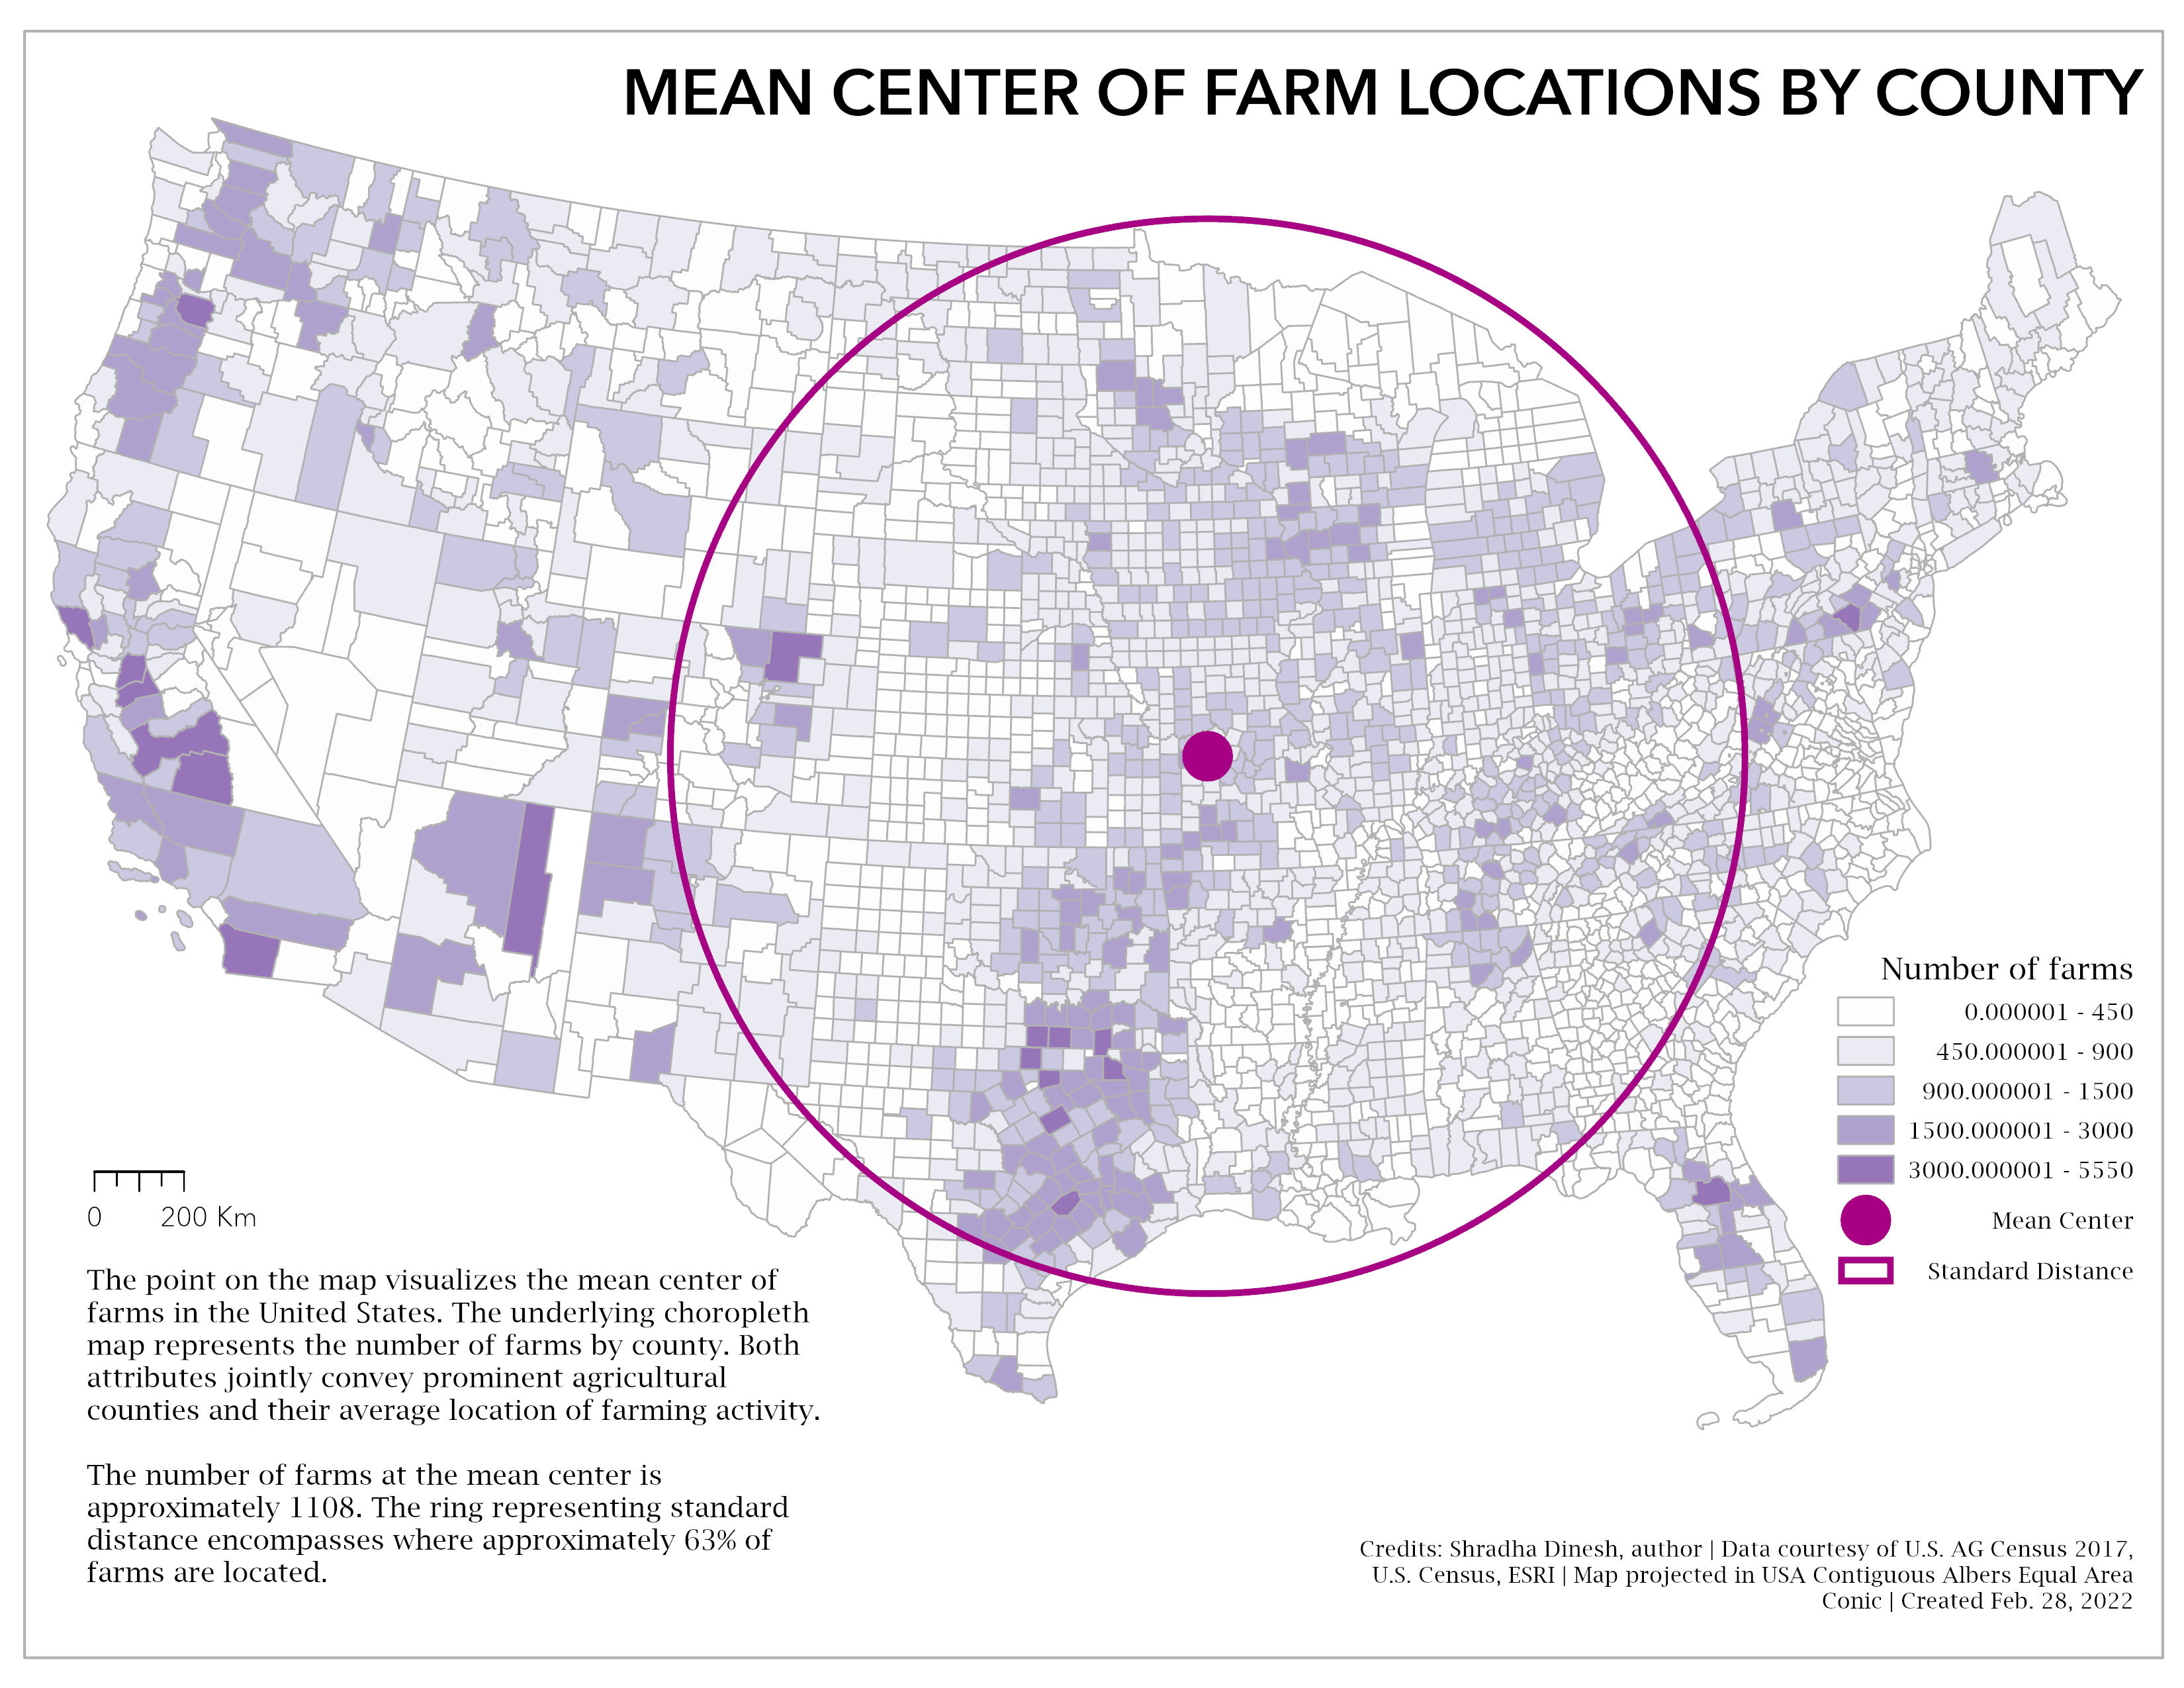 MEAN CENTER OF FARM LOCATIONS BY COUNTY
Number of farms
0.000001 - 450
450.000001 - 900
900.000001 - 1500
1500.000001 - 3000
3000.000001 - 5550
Mean Center
Standard Distance
0 200 Km
The point on the map visualizes the mean center of
farms in the United States. The underlying choropleth
map represents the number of farms by county. Both
attributes jointly convey prominent agricultural
counties and their average location of farming activity.
The number of farms at the mean center is
approximately 1108. The ring representing standard
distance encompasses where approximately 63% of
farms are located.
Credits: Shradha Dinesh, author | Data courtesy of U.S. AG Census 2017,
U.S. Census, ESRI | Map projected in USA Contiguous Albers Equal Area
Conic | Created Feb. 28, 2022